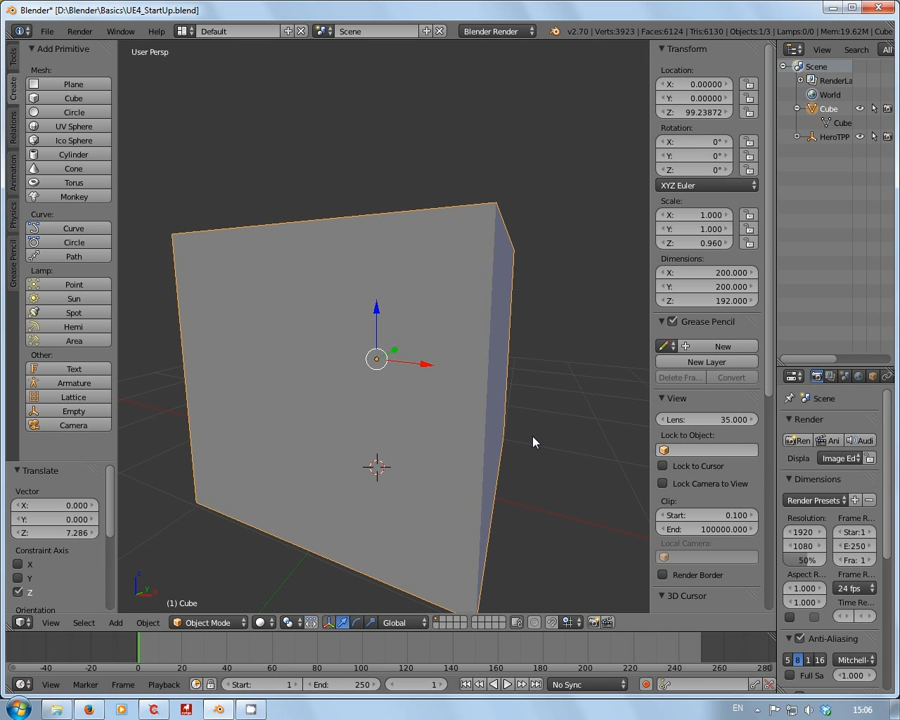 Blender* [D:\Blender\Basics\UE4_StartUp.blend]
File Render Window Help Default Scene Blender Render v2.70 | Verts:3923 | Faces:6124 | Tris:6130 | Objects:1/3 | Lamps:0/0 | Mem:19.62M | Cube
Tools
Create
Relations
Animation
Physics
Grease Pencil
Add Primitive
Mesh:
Plane
Cube
Circle
UV Sphere
Ico Sphere
Cylinder
Cone
Torus
Monkey
Curve:
Curve
Circle
Path
Lamp:
Point
Sun
Spot
Hemi
Area
Other:
Text
Armature
Lattice
Empty
Camera
Translate
Vector
X: 0.000
Y: 0.000
Z: 7.286
Constraint Axis
X
Y
Z
Orientation
User Persp
(1) Cube
Transform
Location:
X: 0.00000
Y: 0.00000
Z: 99.23872
Rotation:
X: 0°
Y: 0°
Z: 0°
XYZ Euler
Scale:
X: 1.000
Y: 1.000
Z: 0.960
Dimensions:
X: 200.000
Y: 200.000
Z: 192.000
Grease Pencil
New
New Layer
Delete Fra... Convert
View
Lens: 35.000
Lock to Object:
Lock to Cursor
Lock Camera to View
Clip:
Start: 0.100
End: 100000.000
Local Camera:
Render Border
3D Cursor
View Search All
Scene
RenderLa
World
Cube
Cube
HeroTPP
Scene
Render
Ren Ani Audi
Displa Image Ed
Dimensions
Render Presets
Resolution: Frame R...
1920 Star:1
1080 E:250
50% Fra: 1
Aspect R... Frame R...
1.000 24 fps
1.000 Time Re...
Anti-Aliasing
5 8 11 16 Mitchell-
Full Sa 1.000
View Select Add Object Object Mode Global
-40 -20 0 20 40 60 80 100 120 140 160 180 200 220 240 260 280
View Marker Frame Playback Start: 1 End: 250 1 No Sync
EN 15:06